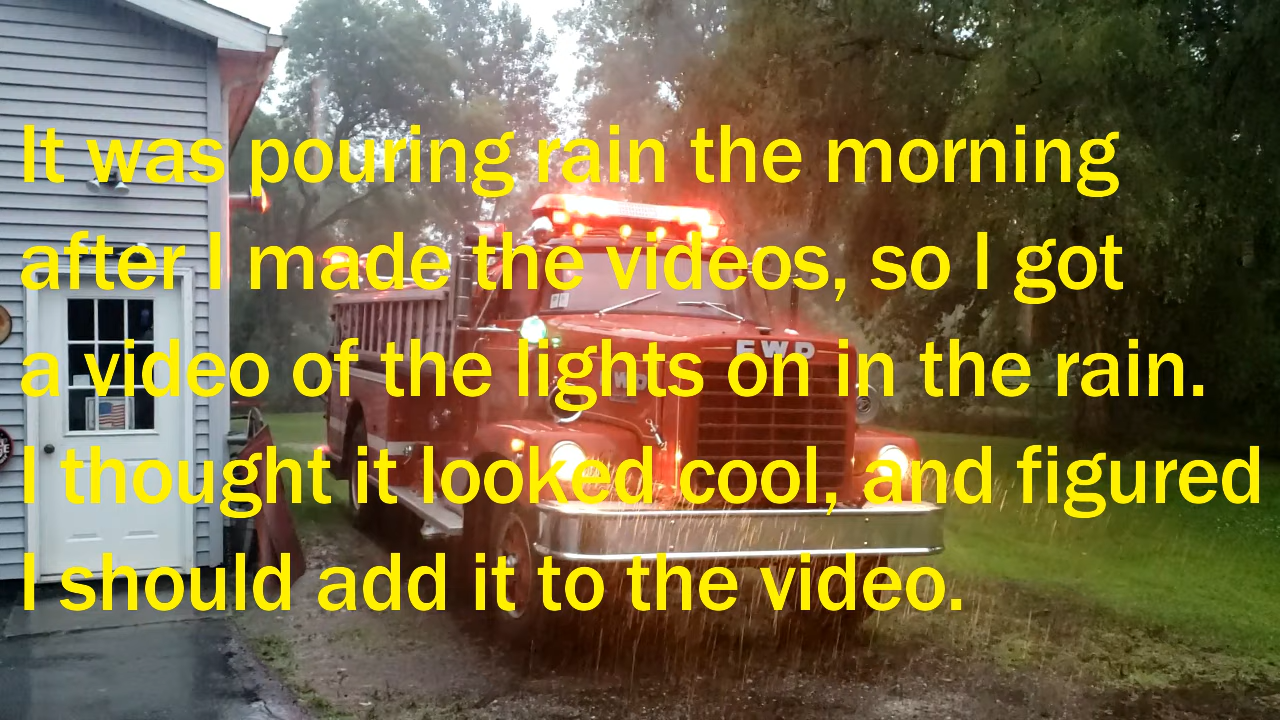 It was pouring rain the morning
after I made the videos, so I got
a video of the lights on in the rain.
I thought it looked cool, and figured
I should add it to the video.
FWD